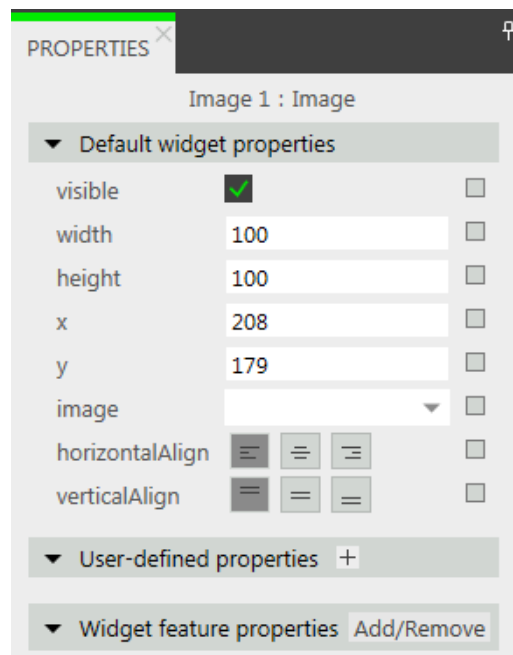 PROPERTIES
Image 1 : Image
Default widget properties
visible
width 100
height 100
x 208
y 179
image
horizontalAlign
verticalAlign
User-defined properties +
Widget feature properties Add/Remove